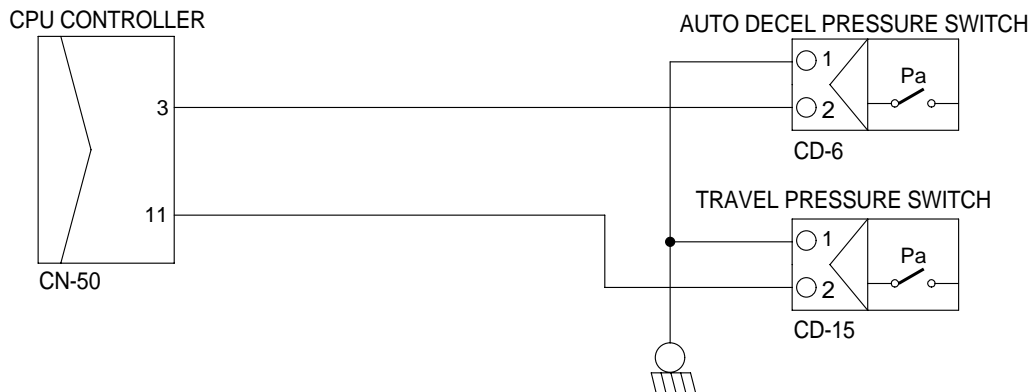 CPU CONTROLLER
3
11
CN-50
AUTO DECEL PRESSURE SWITCH
1
2
Pa
CD-6
TRAVEL PRESSURE SWITCH
1
2
Pa
CD-15